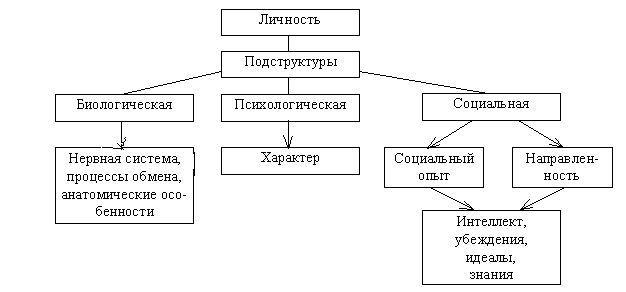 Личность
Подструктуры
Биологическая
Психологическая
Социальная
Нервная система,
процессы обмена,
анатомические осо-
бенности
Характер
Социальный
опыт
Направлен-
ность
Интеллект,
убеждения,
идеалы,
знания